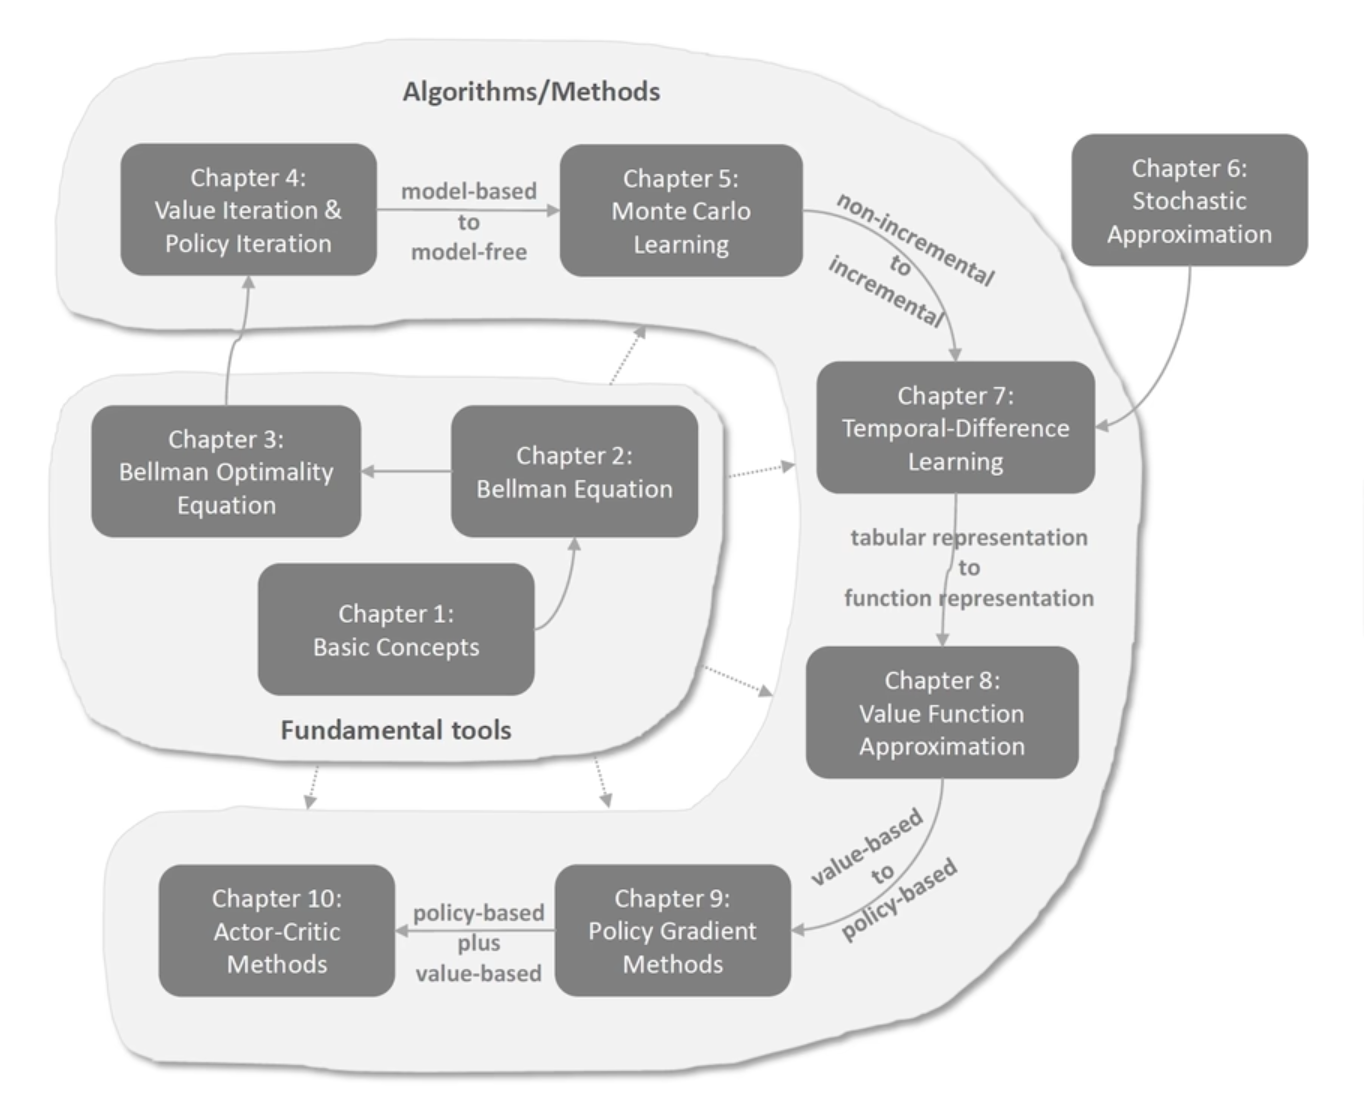 Algorithms/Methods
Chapter 4:
Value Iteration &
Policy Iteration
model-based
to
model-free
Chapter 5:
Monte Carlo
Learning
non-incremental
to
incremental
Chapter 6:
Stochastic
Approximation
Chapter 7:
Temporal-Difference
Learning
Chapter 3:
Bellman Optimality
Equation
Chapter 2:
Bellman Equation
Chapter 1:
Basic Concepts
Fundamental tools
tabular representation
to
function representation
Chapter 8:
Value Function
Approximation
value-based
to
policy-based
Chapter 9:
Policy Gradient
Methods
policy-based
plus
value-based
Chapter 10:
Actor-Critic
Methods